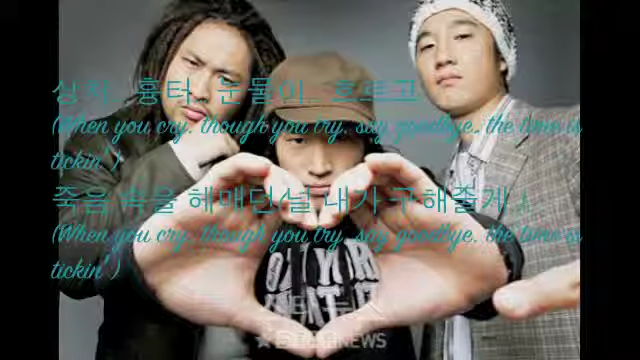 상처, 흉터, 눈물이 흐르고
(When you cry, though you try, say goodbye, the time is
tickin')
죽음 속을 헤매던 널 내가 구해줄게
(When you cry, though you try, say goodbye, the time is
tickin')
NEWS